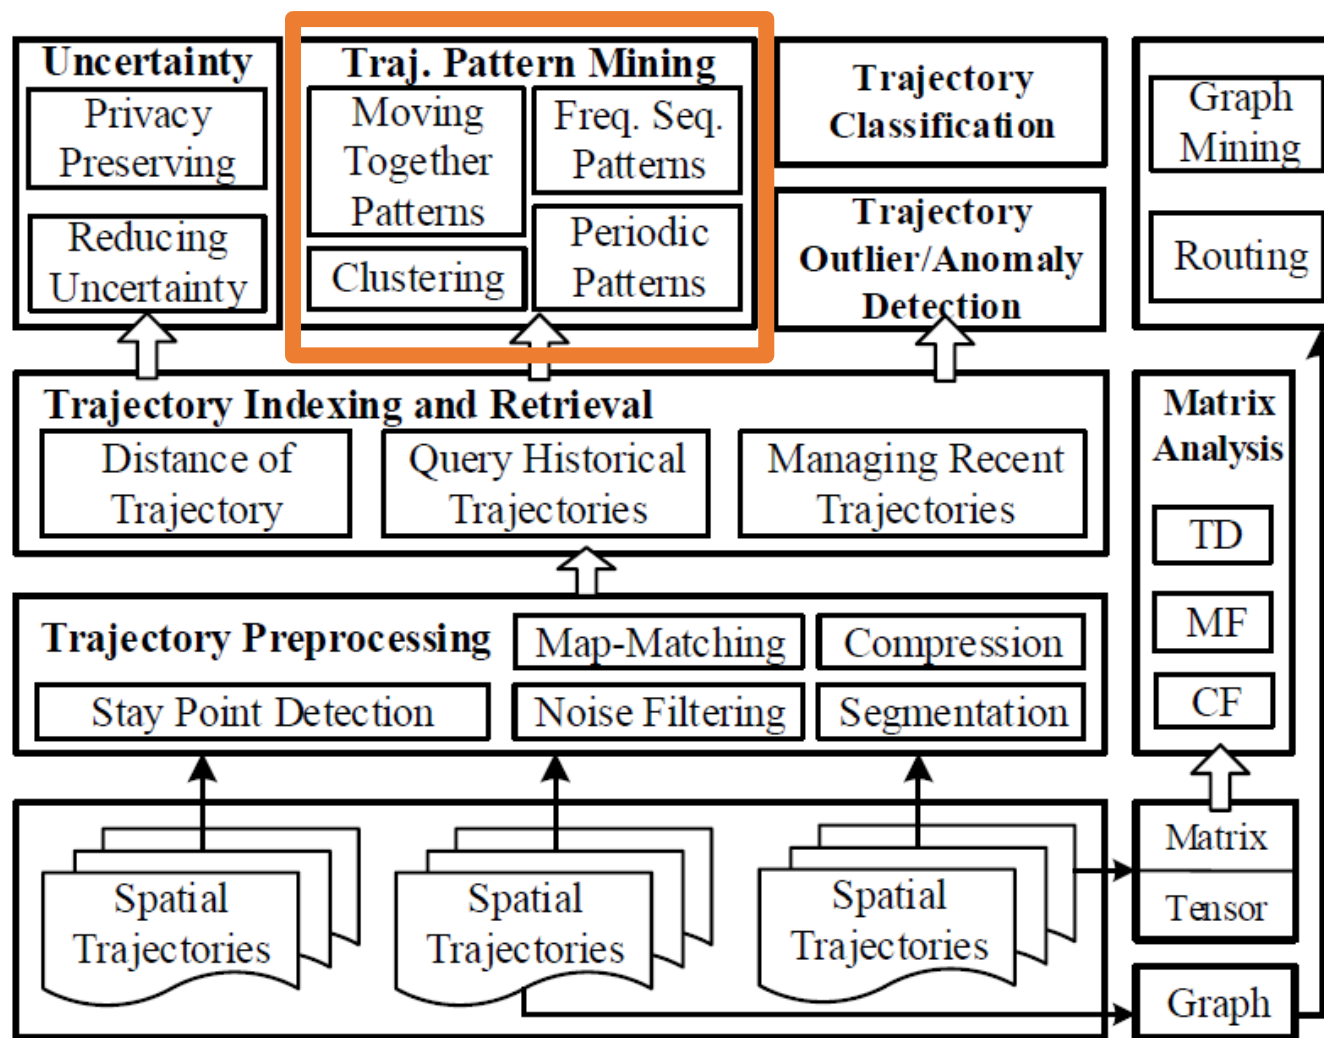 Uncertainty
Privacy
Preserving
Reducing
Uncertainty
Traj. Pattern Mining
Moving
Together
Patterns
Clustering
Freq. Seq.
Patterns
Periodic
Patterns
Trajectory
Classification
Trajectory
Outlier/Anomaly
Detection
Graph
Mining
Routing
Trajectory Indexing and Retrieval
Distance of
Trajectory
Query Historical
Trajectories
Managing Recent
Trajectories
Matrix
Analysis
TD
MF
CF
Trajectory Preprocessing
Map-Matching
Compression
Stay Point Detection
Noise Filtering
Segmentation
Spatial
Trajectories
Spatial
Trajectories
Spatial
Trajectories
Matrix
Tensor
Graph